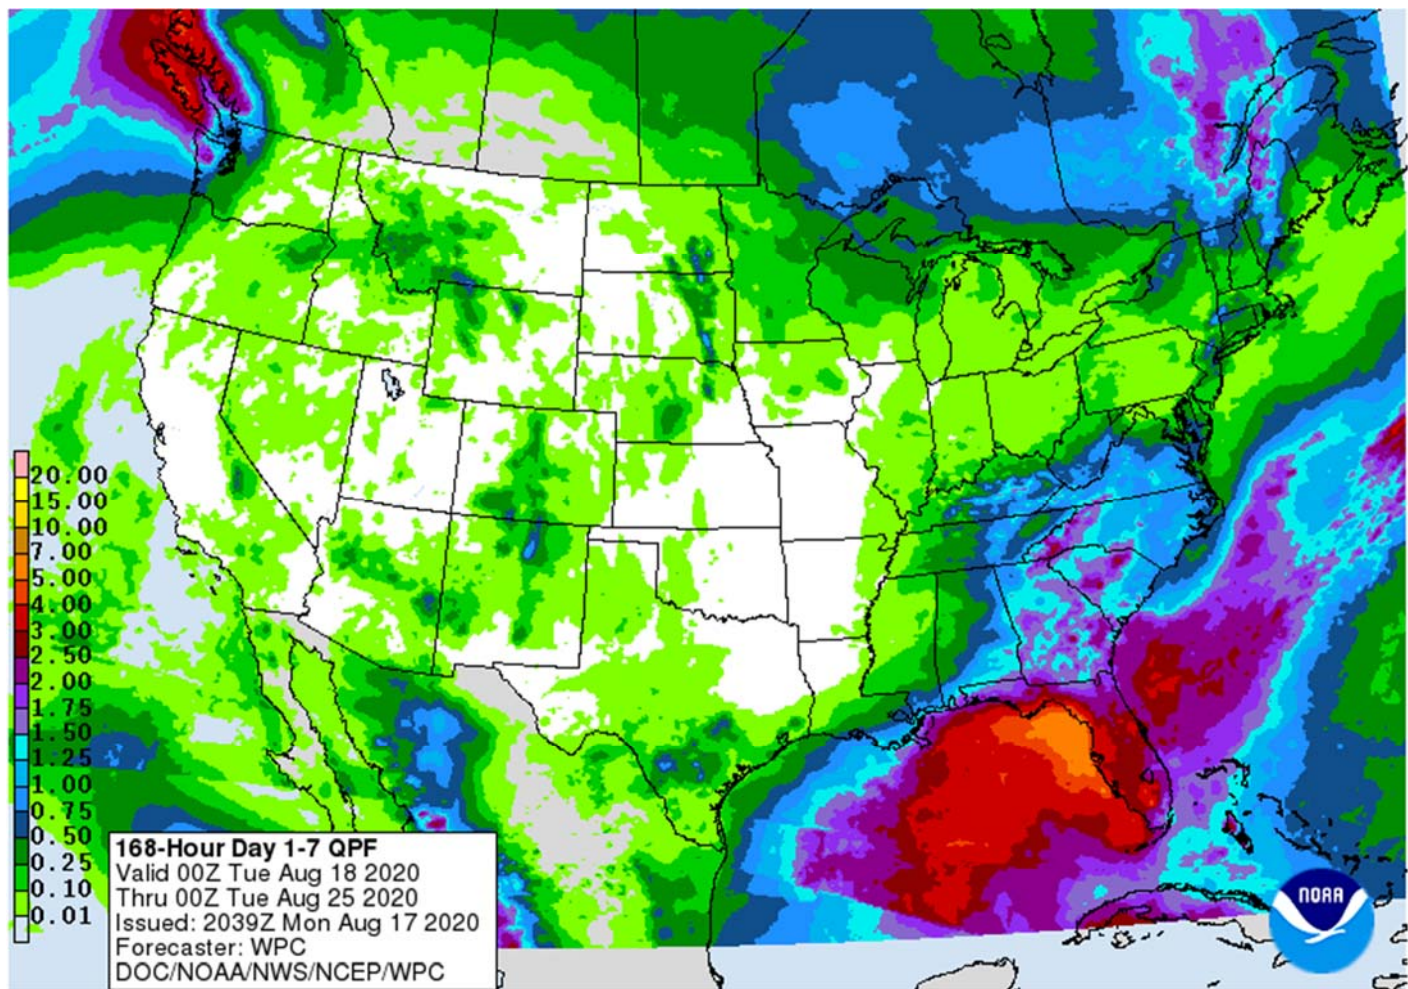 20.00
15.00
10.00
7.00
5.00
4.00
3.00
2.50
2.00
1.75
1.50
1.25
1.00
0.75
0.50
0.25
0.10
0.01
168-Hour Day 1-7 QPF
Valid 00Z Tue Aug 18 2020
Thru 00Z Tue Aug 25 2020
Issued: 2039Z Mon Aug 17 2020
Forecaster: WPC
DOC/NOAA/NWS/NCEP/WPC
NOAA